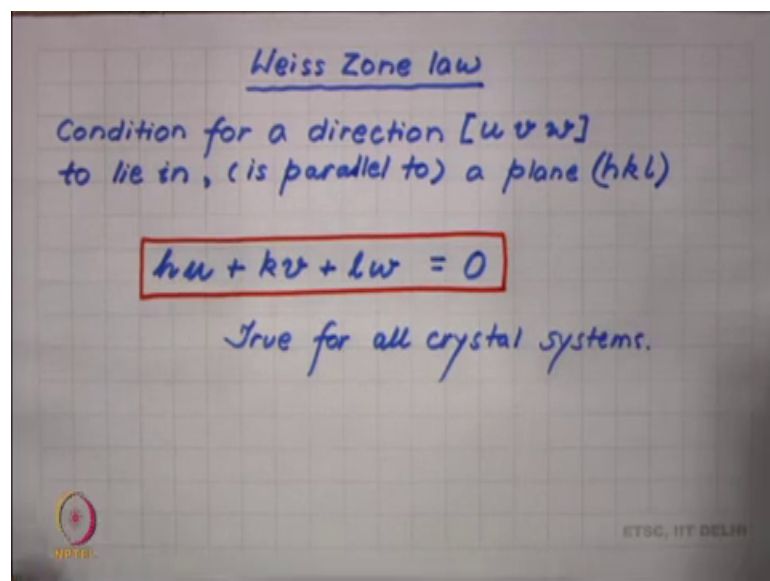 Weiss Zone law
Condition for a direction [u v w]
to lie in, (is parallel to) a plane (hkl)
hu + kv + lw = 0
True for all crystal systems.
NPTEL
ETSC, IIT DELHI